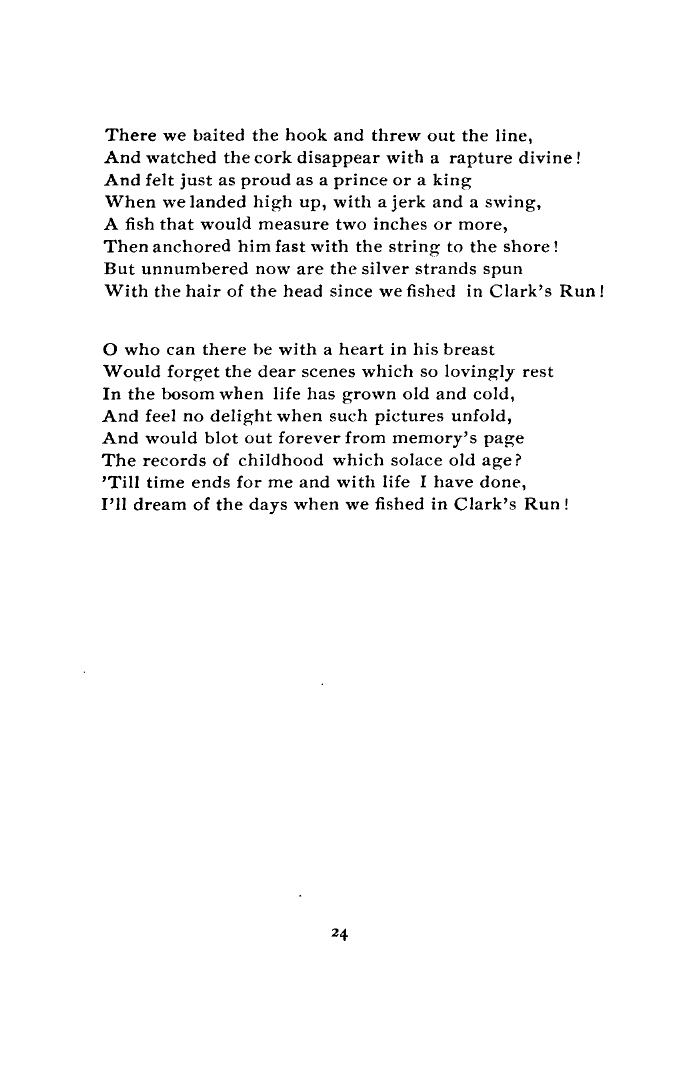 There we baited the hook and threw out the line,
And watched the cork disappear with a rapture divine!
And felt just as proud as a prince or a king
When we landed high up, with a jerk and a swing,
A fish that would measure two inches or more,
Then anchored him fast with the string to the shore!
But unnumbered now are the silver strands spun
With the hair of the head since we fished in Clark's Run!
O who can there be with a heart in his breast
Would forget the dear scenes which so lovingly rest
In the bosom when life has grown old and cold,
And feel no delight when such pictures unfold,
And would blot out forever from memory's page
The records of childhood which solace old age?
'Till time ends for me and with life I have done,
I'll dream of the days when we fished in Clark's Run!
24